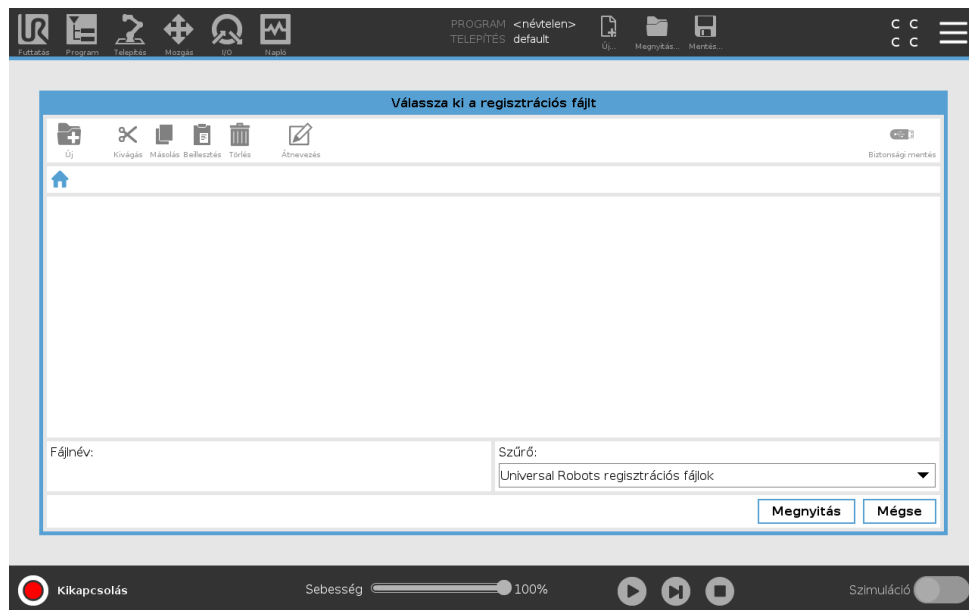 PROGRAM <névtelen>
TELEPÍTÉS default
Futtatás Program Telepítés Mozgás I/O Napló Új... Megnyitás... Mentés...
C C
C C
Válassza ki a regisztrációs fájlt
Új Kivágás Másolás Beillesztés Törlés Átnevezés Biztonsági mentés
Fájlnév:
Szűrő:
Universal Robots regisztrációs fájlok
Megnyitás Mégse
Kikapcsolás Sebesség 100% Szimuláció